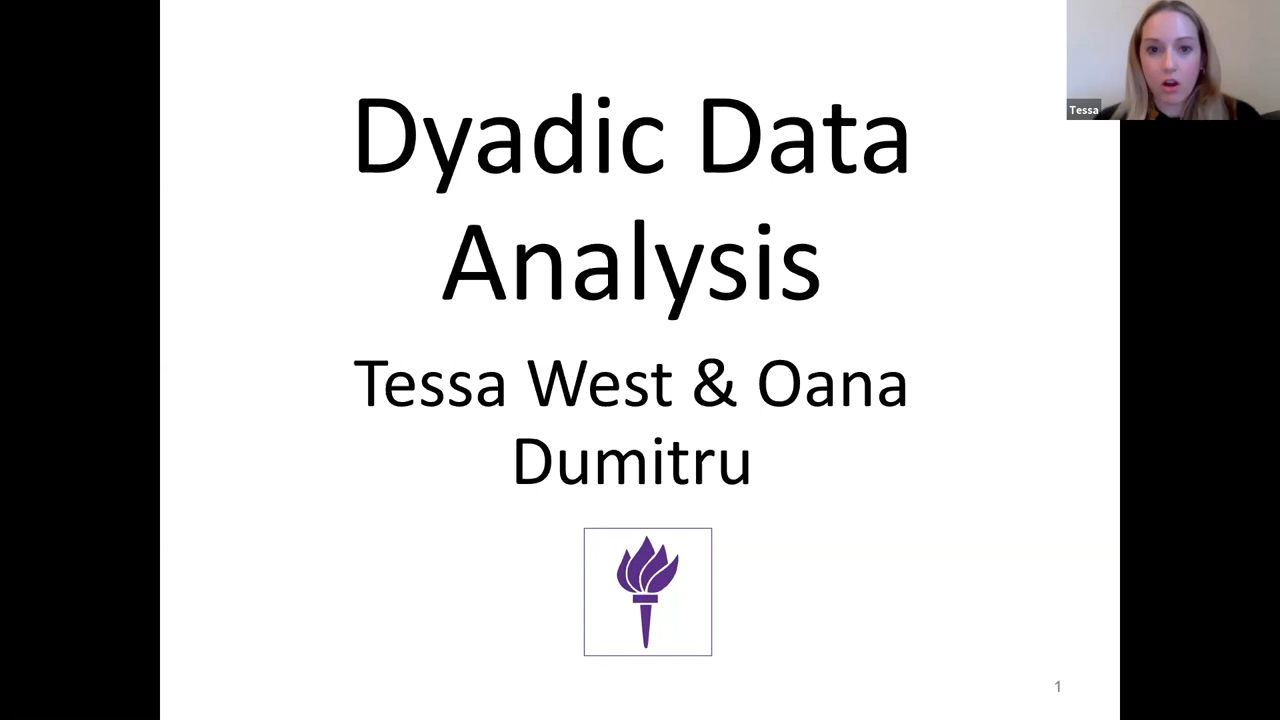 Dyadic Data
Analysis
Tessa West & Oana
Dumitru
Tessa
1